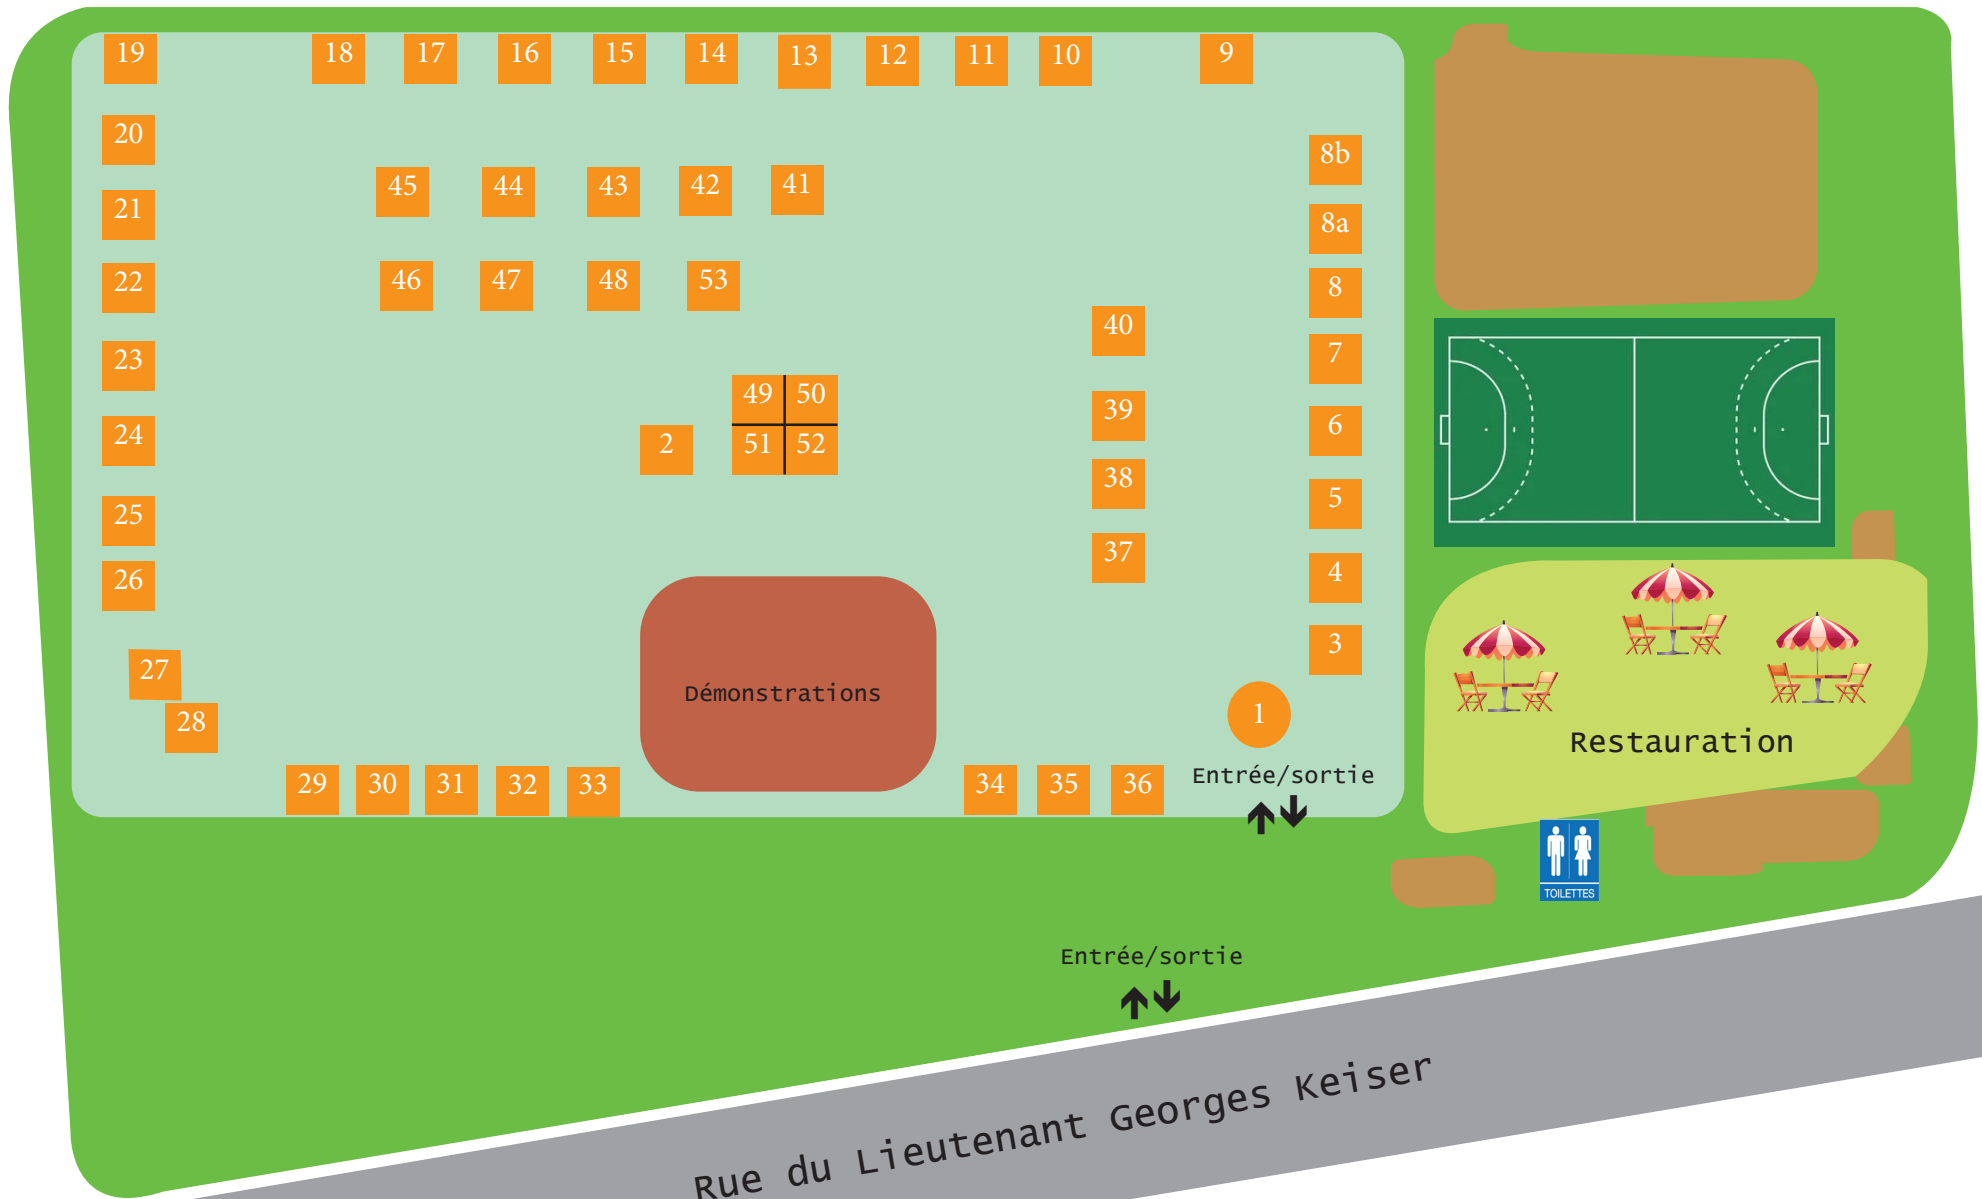 19 18 17 16 15 14 13 12 11 10 9
20
8b
45 44 43 42 41
21
8a
22
46 47 48 53
8
40
23
7
49 50
39
24
2
51 52
6
38
25
5
37
26
4
3
27
Démonstrations
28
1
Restauration
29 30 31 32 33
34 35 36
Entrée/sortie
TOILETTES
Entrée/sortie
Rue du Lieutenant Georges Keiser